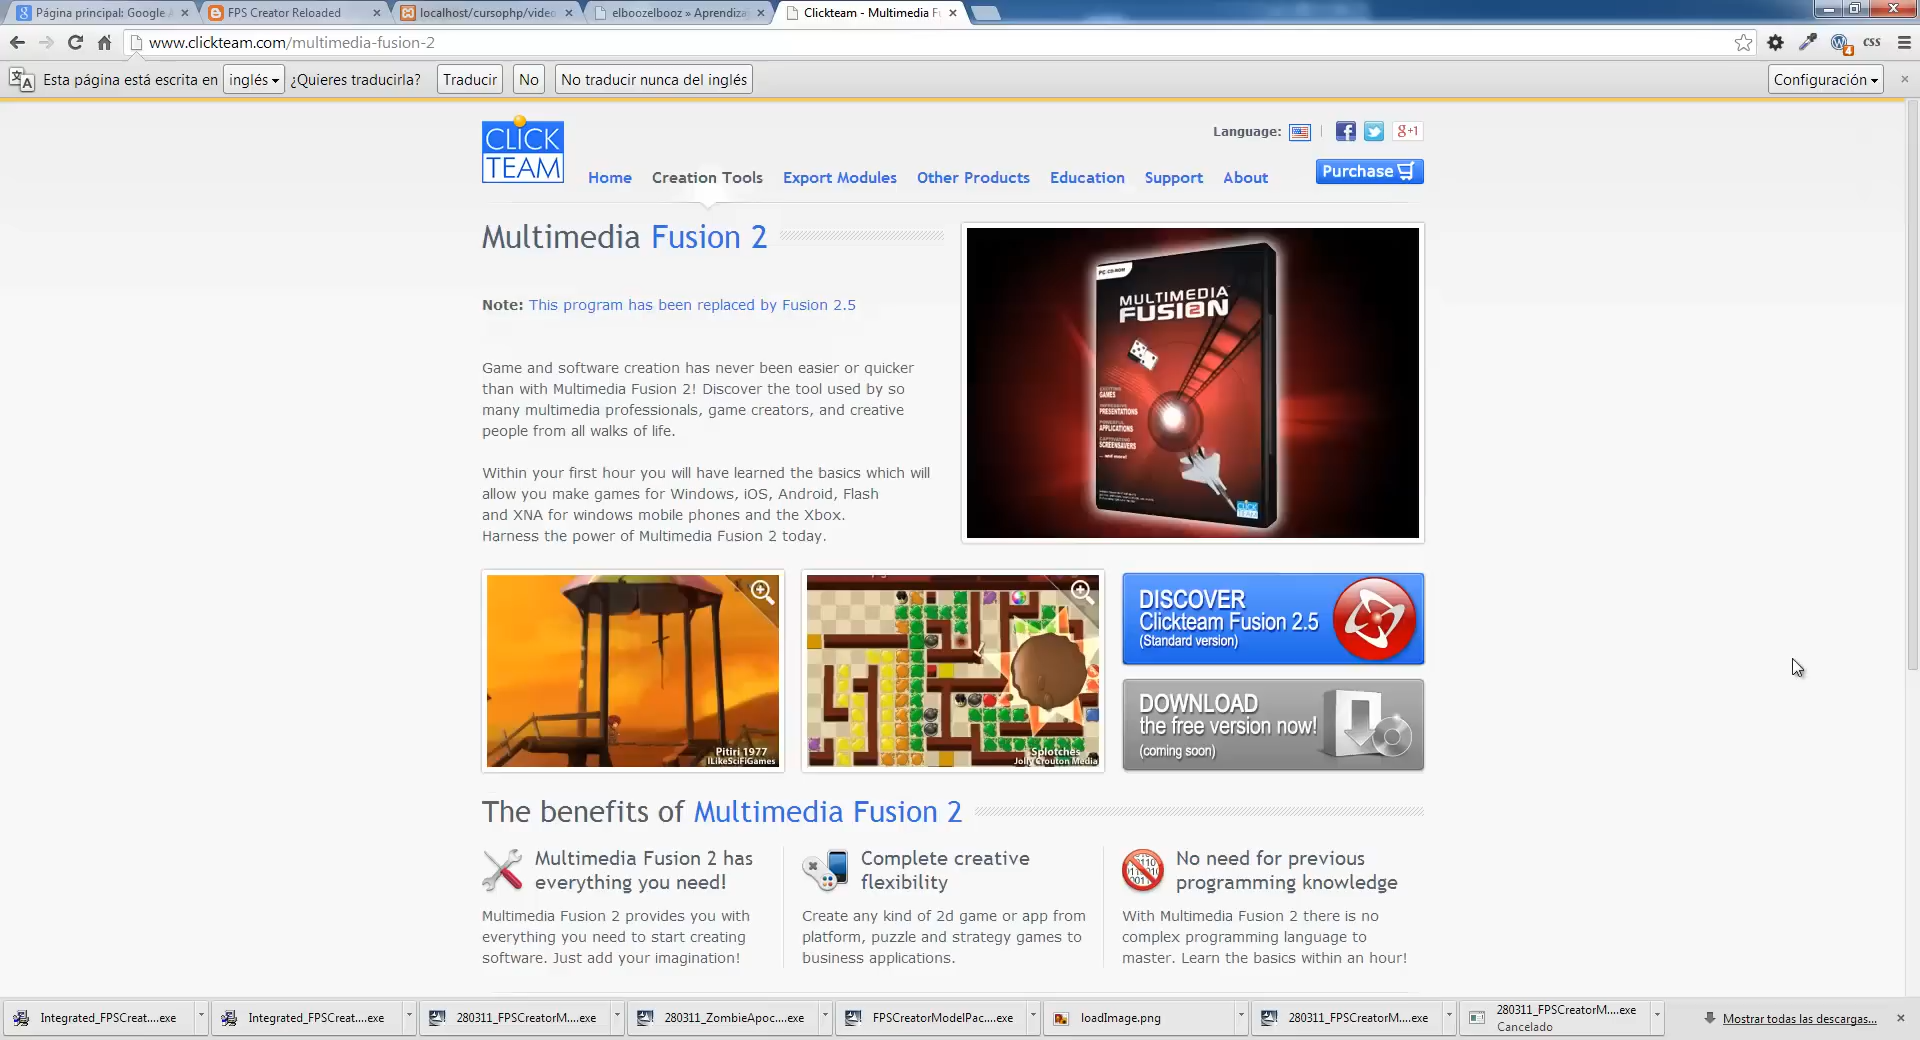 Página principal: Google A
FPS Creator Reloaded
localhost/cursophp/video
elboozelbooz » Aprendiza
Clickteam - Multimedia F
www.clickteam.com/multimedia-fusion-2
4
CSS
Esta página está escrita en inglés ¿Quieres traducirla? Traducir No No traducir nunca del inglés Configuración
CLICK
TEAM
Language:
g+1
Home Creation Tools Export Modules Other Products Education Support About Purchase
Multimedia Fusion 2
Note: This program has been replaced by Fusion 2.5
Game and software creation has never been easier or quicker
than with Multimedia Fusion 2! Discover the tool used by so
many multimedia professionals, game creators, and creative
people from all walks of life.
Within your first hour you will have learned the basics which will
allow you make games for Windows, iOS, Android, Flash
and XNA for windows mobile phones and the Xbox.
Harness the power of Multimedia Fusion 2 today.
PC CD-ROM
MULTIMEDIA
FUSION 2
EXCITING
GAMES
IMPRESSIVE
PRESENTATIONS
POWERFUL
APPLICATIONS
CAPTIVATING
SCREENSAVERS
... and more!
CLICK
TEAM
Pitiri 1977
ILikeSciFiGames
Splotches
Jolly Crouton Media
DISCOVER
Clickteam Fusion 2.5
(Standard version)
DOWNLOAD
the free version now!
(coming soon)
The benefits of Multimedia Fusion 2
Multimedia Fusion 2 has
everything you need!
Multimedia Fusion 2 provides you with
everything you need to start creating
software. Just add your imagination!
Complete creative
flexibility
Create any kind of 2d game or app from
platform, puzzle and strategy games to
business applications.
No need for previous
programming knowledge
With Multimedia Fusion 2 there is no
complex programming language to
master. Learn the basics within an hour!
Integrated_FPSCreat....exe
Integrated_FPSCreat....exe
280311_FPSCreatorM....exe
280311_ZombieApoc....exe
FPSCreatorModelPac....exe
loadImage.png
280311_FPSCreatorM....exe
280311_FPSCreatorM....exe
Cancelado
Mostrar todas las descargas...